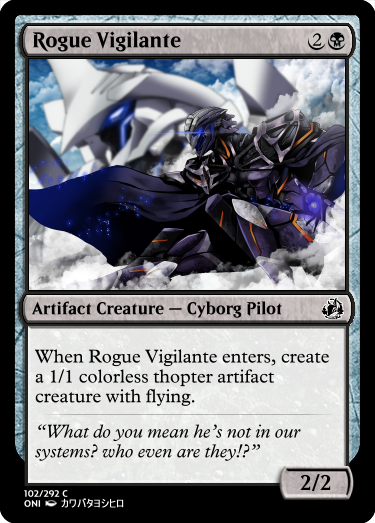 Rogue Vigilante 2
Artifact Creature — Cyborg Pilot
When Rogue Vigilante enters, create
a 1/1 colorless thopter artifact
creature with flying.
“What do you mean he’s not in our
systems? who even are they!?”
2/2
102/292 C
ONI カワバタヨシヒロ